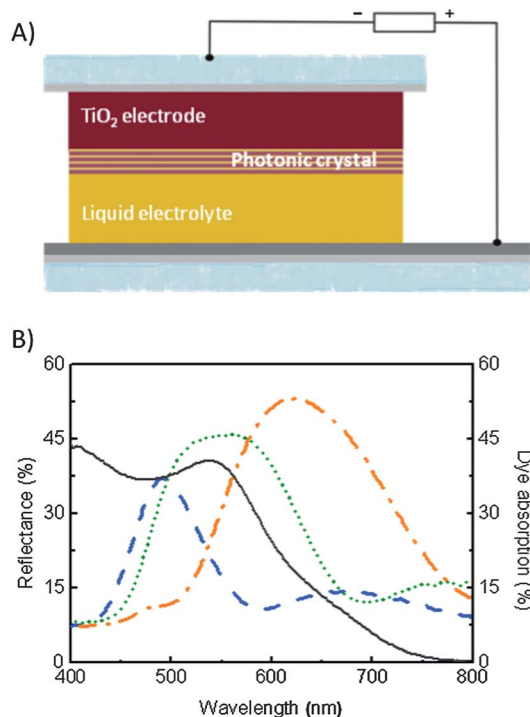 A)
− +
TiO₂ electrode
Photonic crystal
Liquid electrolyte
B)
60 60
45 45
30 30
15 15
0 0
Reflectance (%)
Dye absorption (%)
400 500 600 700 800
Wavelength (nm)